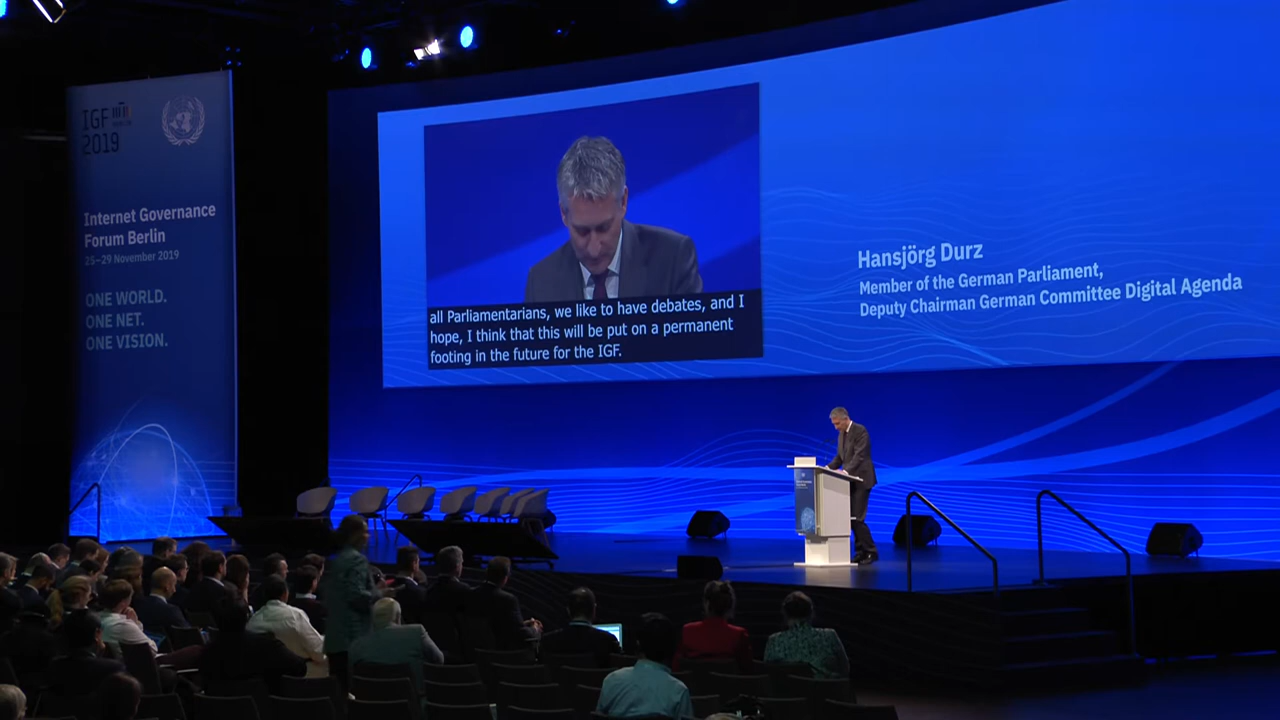 IGF
2019
Internet Governance
Forum Berlin
25–29 November 2019
ONE WORLD.
ONE NET.
ONE VISION.
all Parliamentarians, we like to have debates, and I
hope, I think that this will be put on a permanent
footing in the future for the IGF.
Hansjörg Durz
Member of the German Parliament,
Deputy Chairman German Committee Digital Agenda